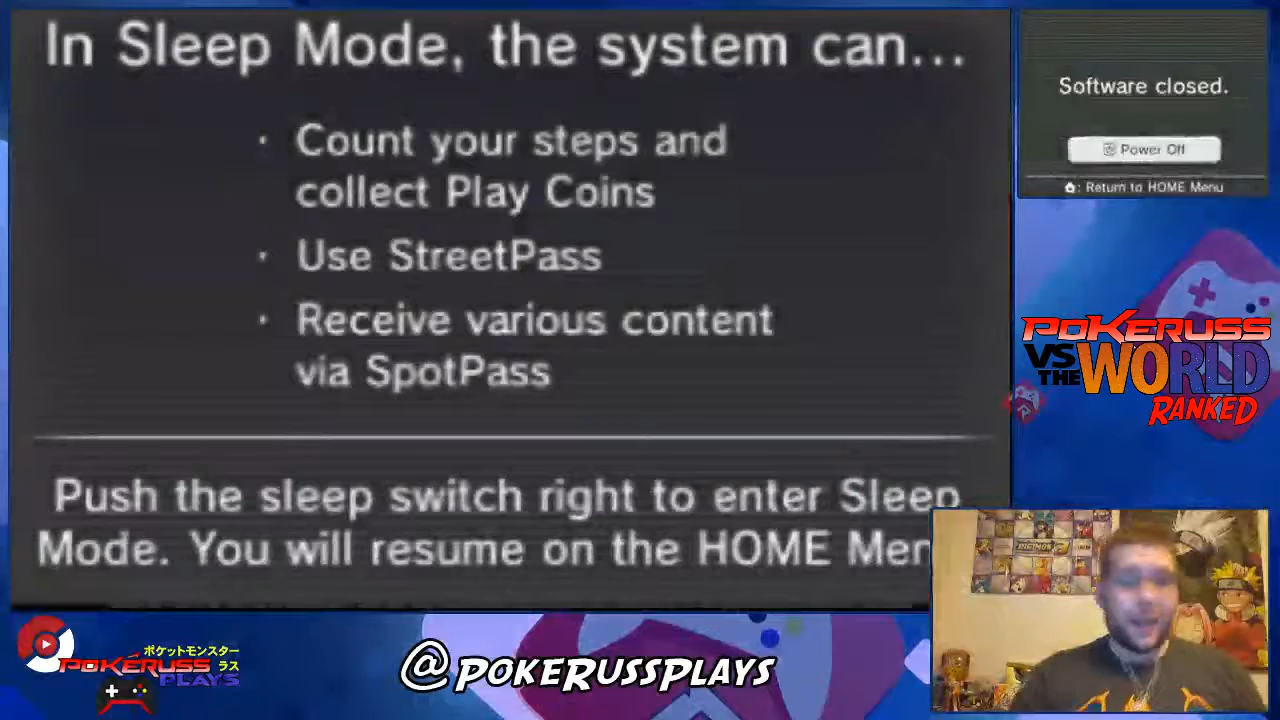 In Sleep Mode, the system can...
· Count your steps and
collect Play Coins
· Use StreetPass
· Receive various content
via SpotPass
Push the sleep switch right to enter Sleep
Mode. You will resume on the HOME Men
Software closed.
Power Off
: Return to HOME Menu
POKERUSS
VS
THE
WORLD
RANKED
DIGIMON
ポケットモンスター
ラス
POKERUSS
PLAYS
@POKERUSSPLAYS